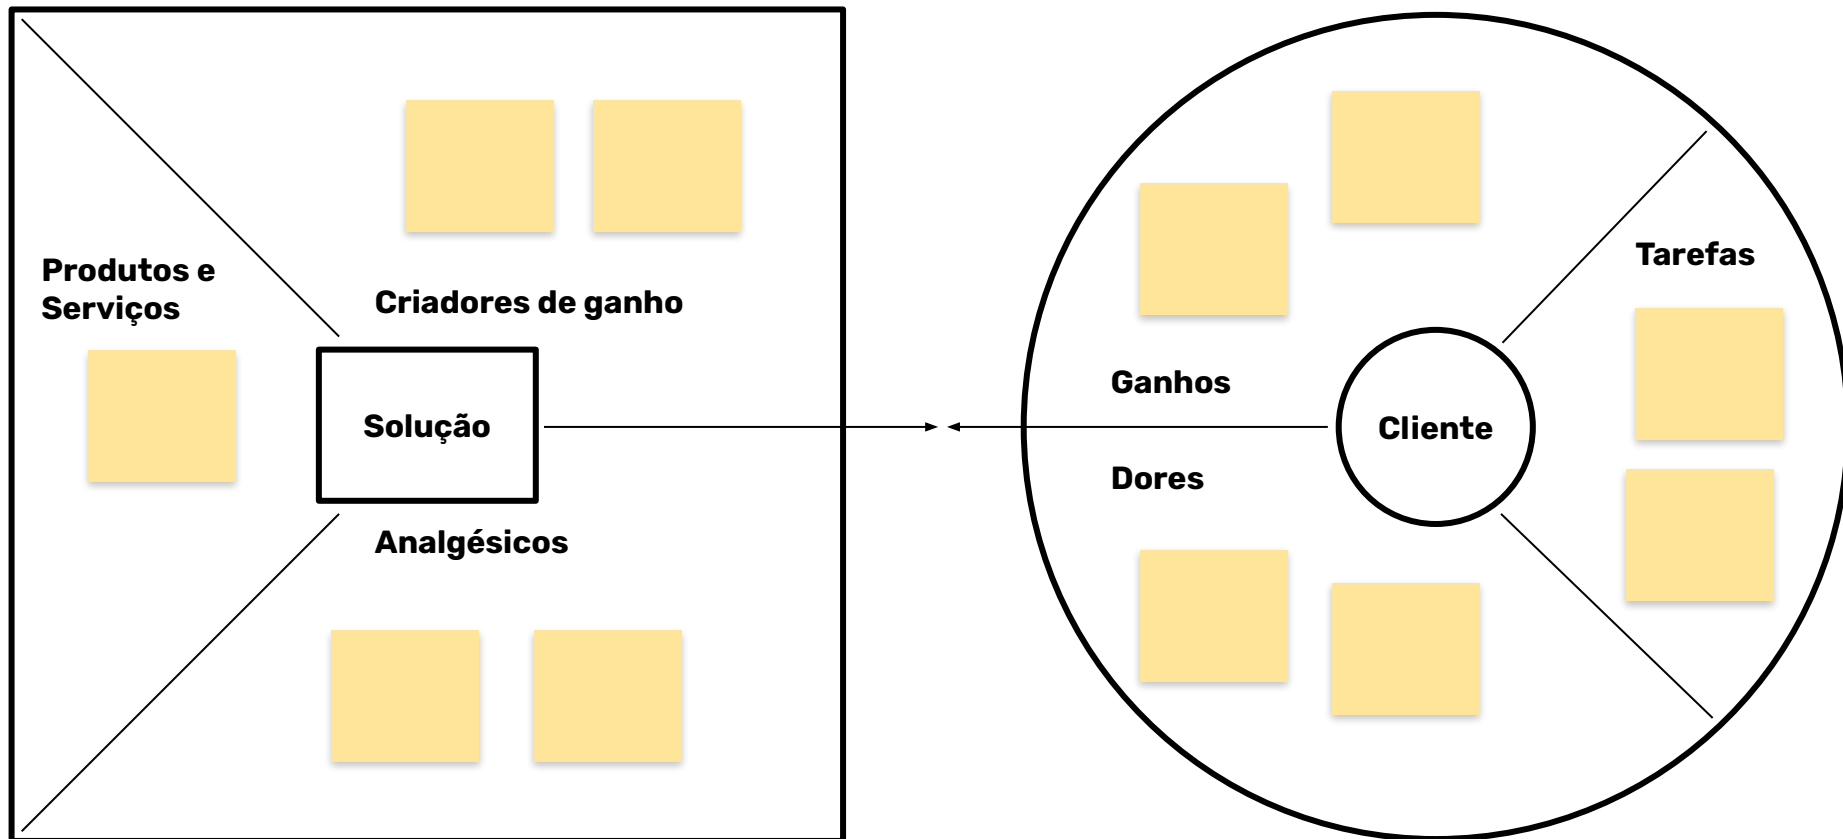 Produtos e
Serviços
Criadores de ganho
Solução
Analgésicos
Ganhos
Dores
Cliente
Tarefas